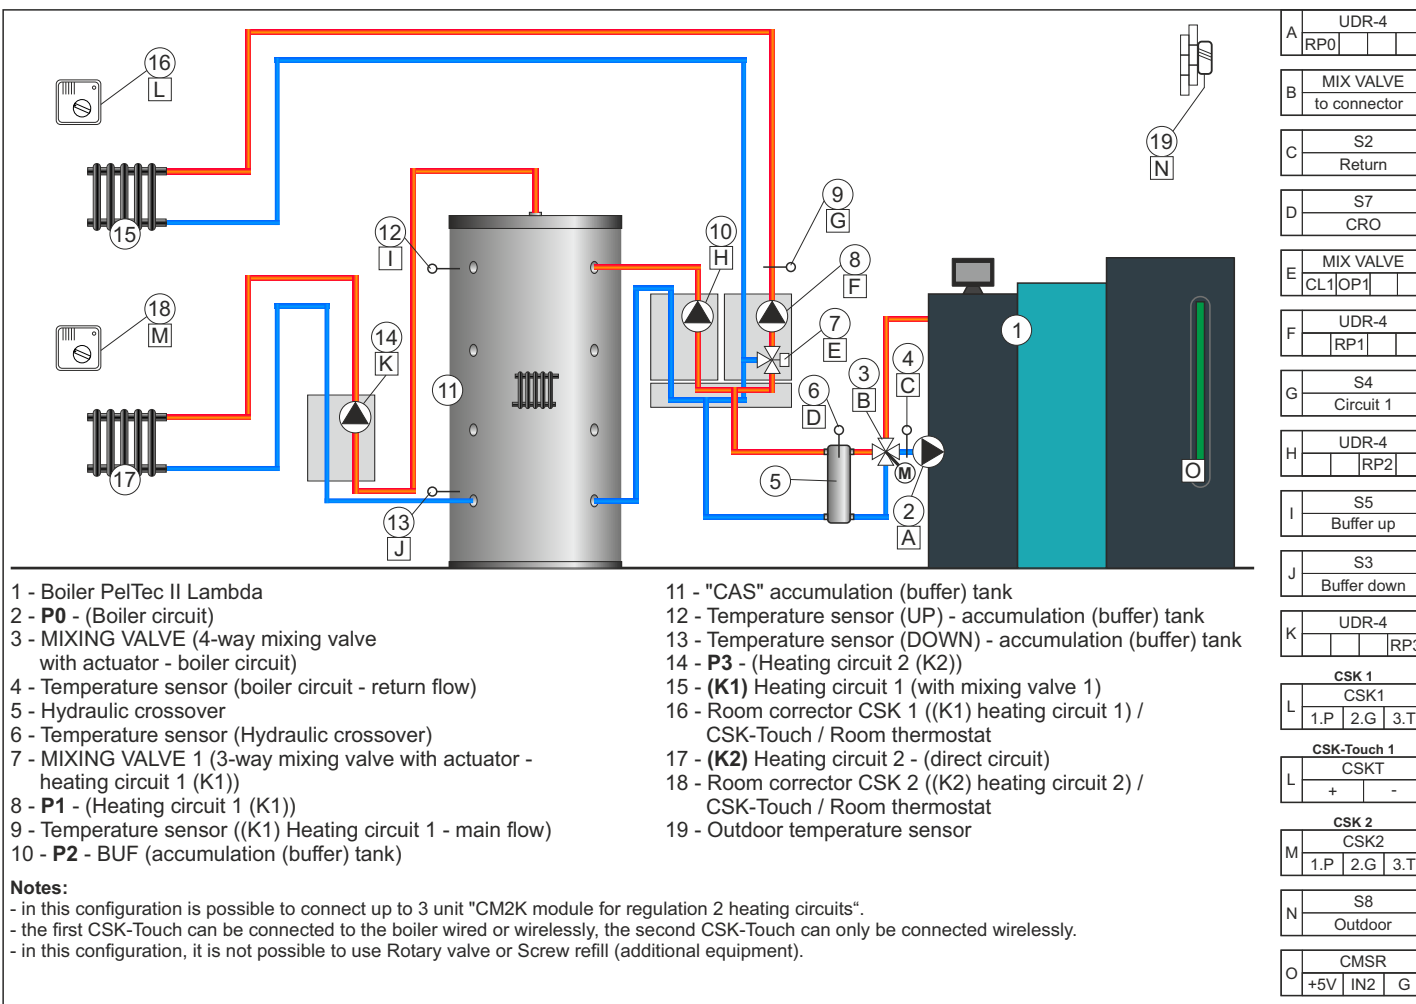 16
L
15
18
M
17
14
K
12
I
13
J
11
10
H
9
G
8
F
7
E
6
D
5
3
B
4
C
M
2
A
1
O
19
N
1 - Boiler PelTec II Lambda
2 - P0 - (Boiler circuit)
3 - MIXING VALVE (4-way mixing valve
with actuator - boiler circuit)
4 - Temperature sensor (boiler circuit - return flow)
5 - Hydraulic crossover
6 - Temperature sensor (Hydraulic crossover)
7 - MIXING VALVE 1 (3-way mixing valve with actuator -
heating circuit 1 (K1))
8 - P1 - (Heating circuit 1 (K1))
9 - Temperature sensor ((K1) Heating circuit 1 - main flow)
10 - P2 - BUF (accumulation (buffer) tank)
11 - "CAS" accumulation (buffer) tank
12 - Temperature sensor (UP) - accumulation (buffer) tank
13 - Temperature sensor (DOWN) - accumulation (buffer) tank
14 - P3 - (Heating circuit 2 (K2))
15 - (K1) Heating circuit 1 (with mixing valve 1)
16 - Room corrector CSK 1 ((K1) heating circuit 1) /
CSK-Touch / Room thermostat
17 - (K2) Heating circuit 2 - (direct circuit)
18 - Room corrector CSK 2 ((K2) heating circuit 2) /
CSK-Touch / Room thermostat
19 - Outdoor temperature sensor
Notes:
- in this configuration is possible to connect up to 3 unit "CM2K module for regulation 2 heating circuits“.
- the first CSK-Touch can be connected to the boiler wired or wirelessly, the second CSK-Touch can only be connected wirelessly.
- in this configuration, it is not possible to use Rotary valve or Screw refill (additional equipment).
A UDR-4
RP0
B MIX VALVE
to connector
C S2
Return
D S7
CRO
E MIX VALVE
CL1 OP1
F UDR-4
RP1
G S4
Circuit 1
H UDR-4
RP2
I S5
Buffer up
J S3
Buffer down
K UDR-4
RP3
CSK 1
L CSK1
1.P 2.G 3.T
CSK-Touch 1
L CSKT
+ -
CSK 2
M CSK2
1.P 2.G 3.T
N S8
Outdoor
O CMSR
+5V IN2 G